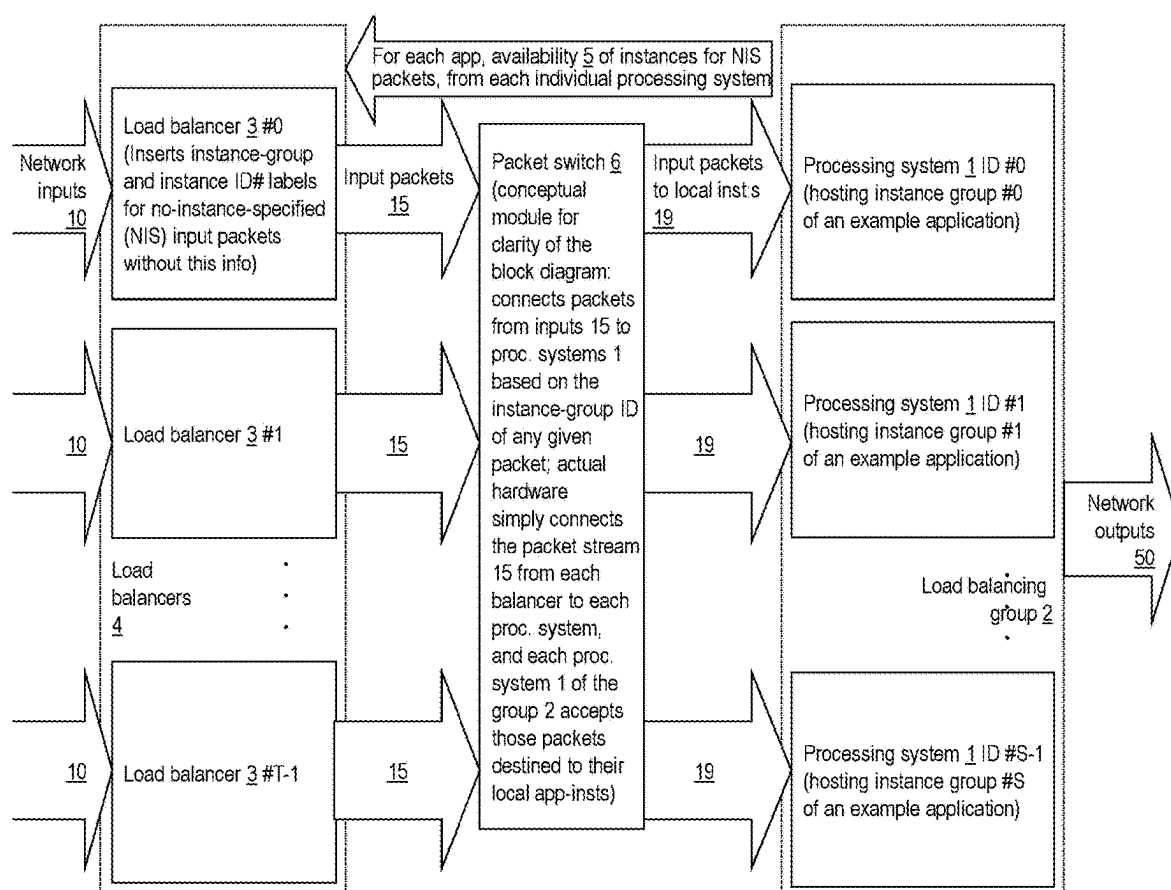 For each app, availability 5 of instances for NIS
packets, from each individual processing system
Network
inputs
10
Load balancer 3 #0
(Inserts instance-group
and instance ID# labels
for no-instance-specified
(NIS) input packets
without this info)
Input packets
15
Packet switch 6
(conceptual
module for
clarity of the
block diagram:
connects packets
from inputs 15 to
proc. systems 1
based on the
instance-group ID
of any given
packet; actual
hardware
simply connects
the packet stream
15 from each
balancer to each
proc. system,
and each proc.
system 1 of the
group 2 accepts
those packets
destined to their
local app-insts)
Input packets
to local inst's
19
Processing system 1 ID #0
(hosting instance group #0
of an example application)
10
Load balancer 3 #1
15
19
Processing system 1 ID #1
(hosting instance group #1
of an example application)
Network
outputs
50
Load
balancers
4
Load balancing
group 2
10
Load balancer 3 #T-1
15
19
Processing system 1 ID #S-1
(hosting instance group #S
of an example application)